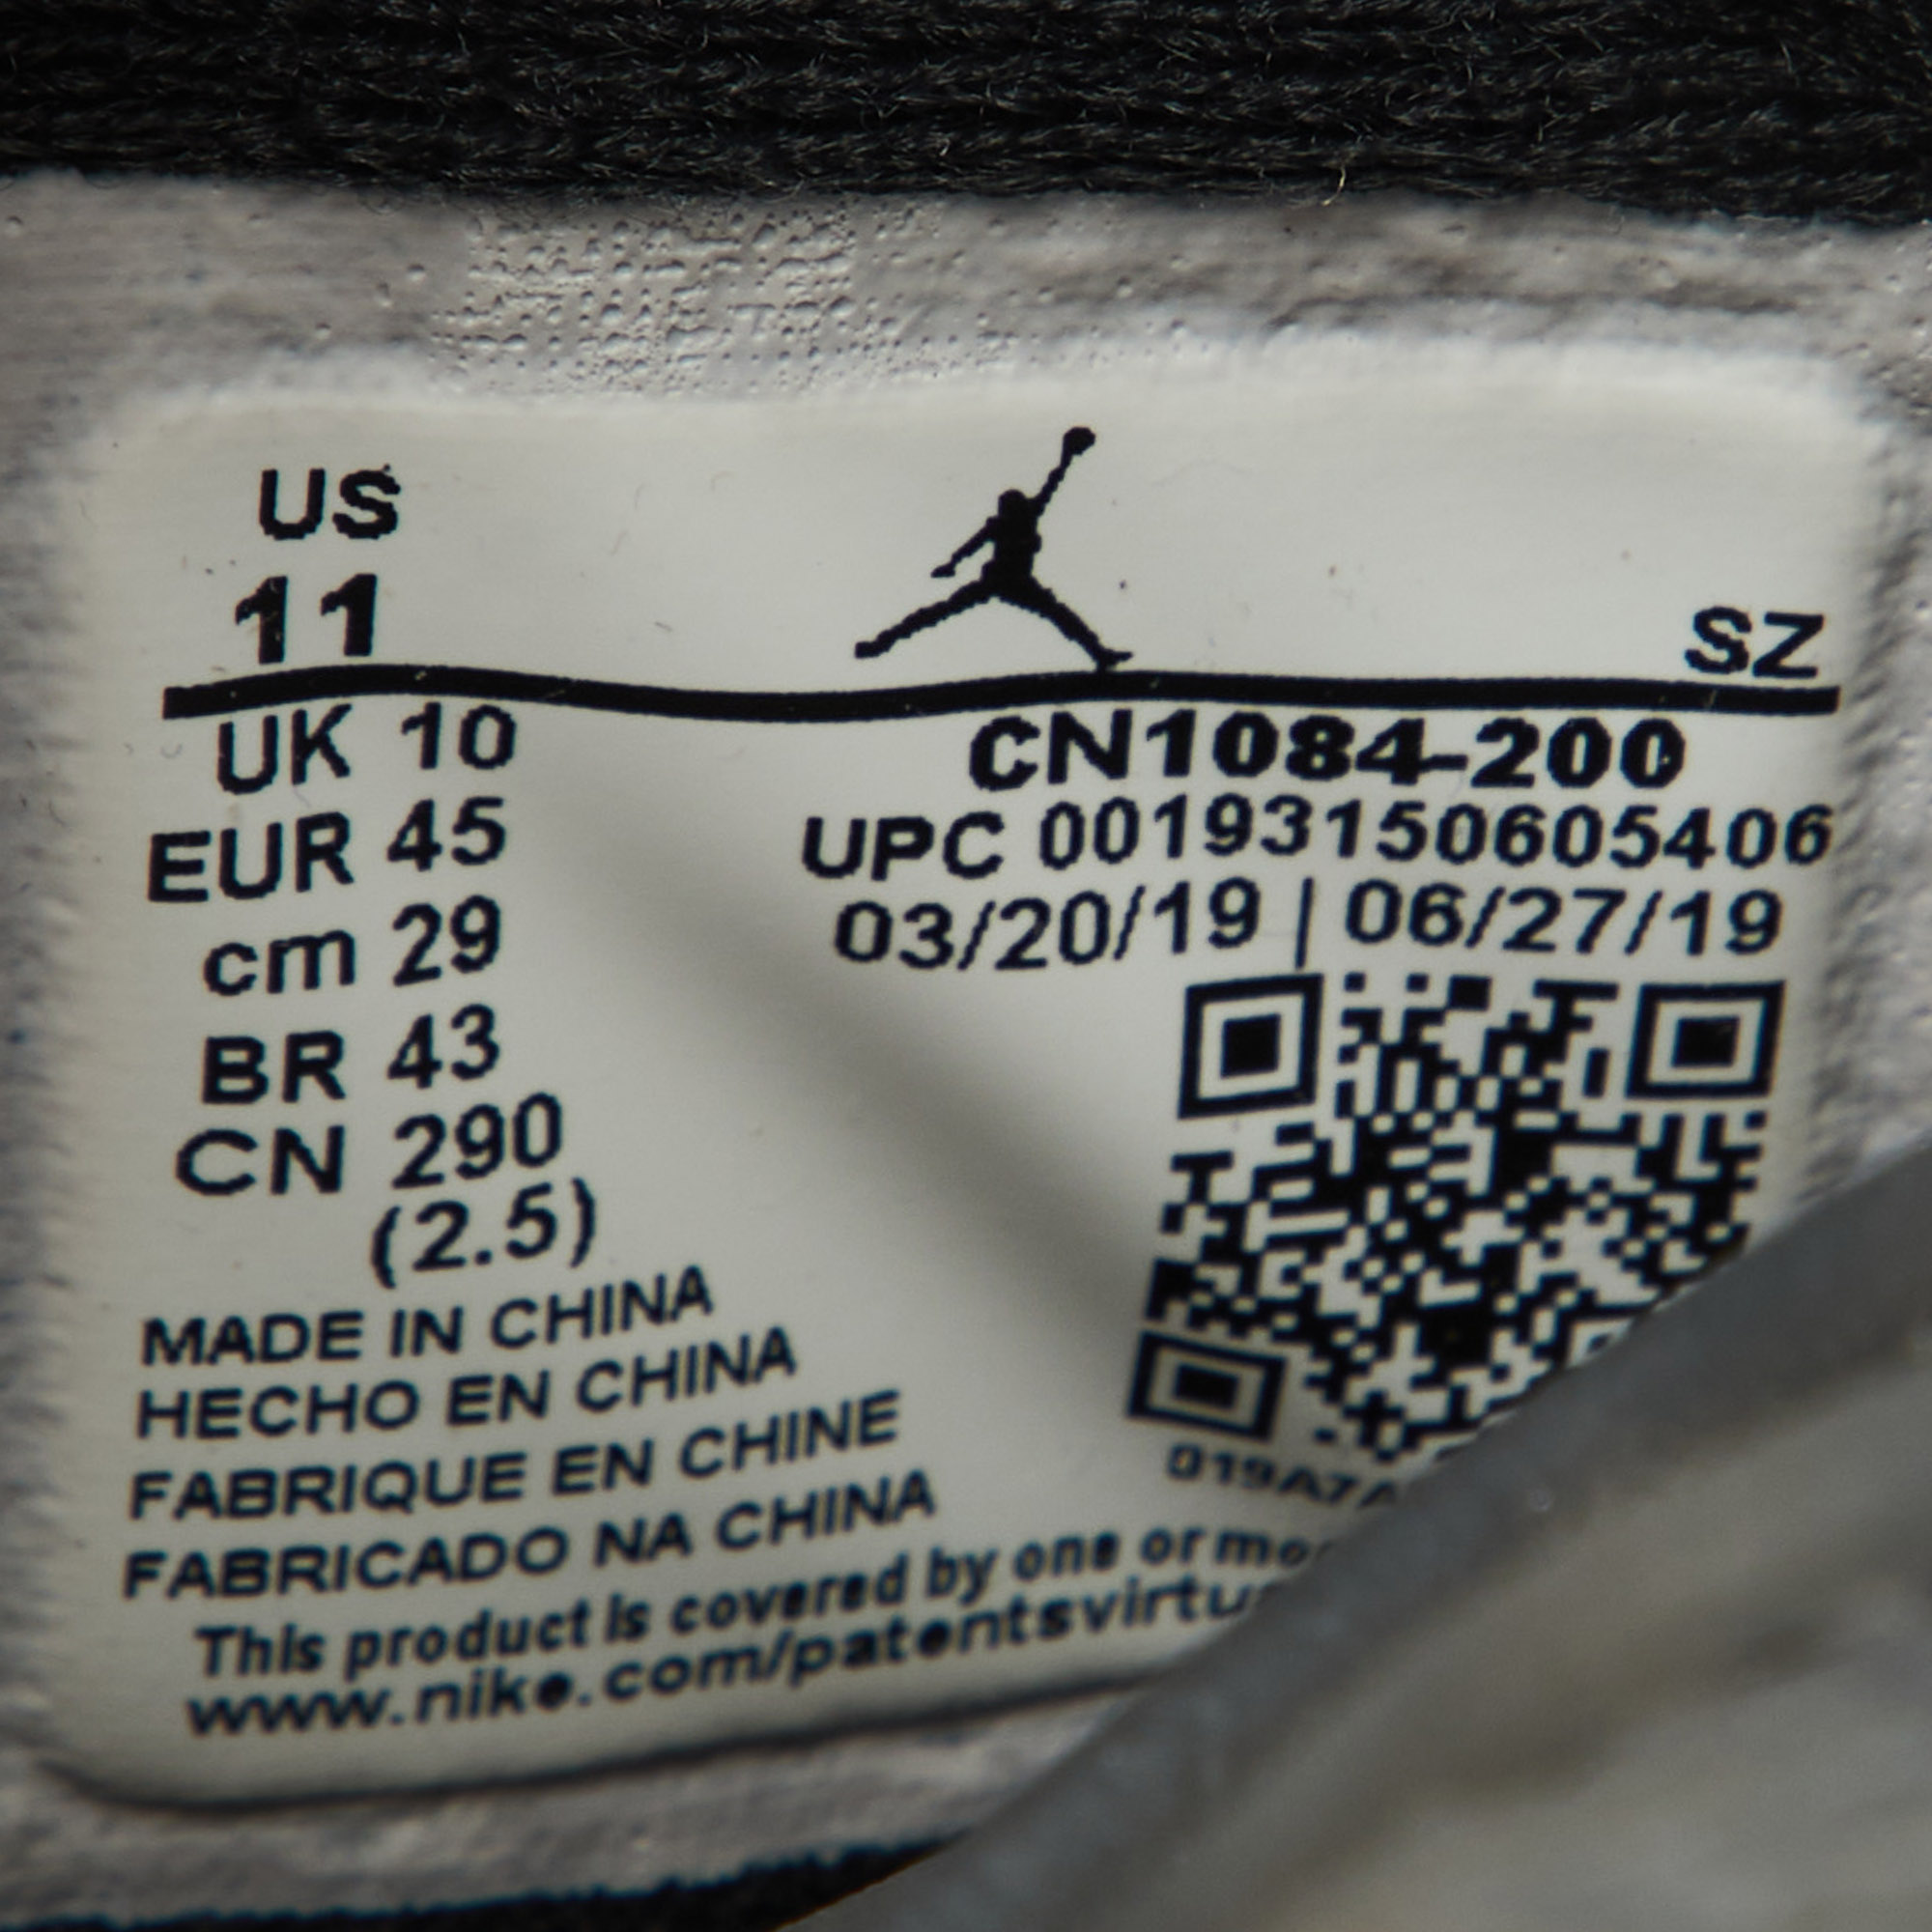 US
11
SZ
UK 10
EUR 45
cm 29
BR 43
CN 290
(2.5)
CN1084-200
UPC 00193150605406
03/20/19 | 06/27/19
019A7A
MADE IN CHINA
HECHO EN CHINA
FABRIQUE EN CHINE
FABRICADO NA CHINA
This product is covered by one or
www.nike.com/patentsvirtu